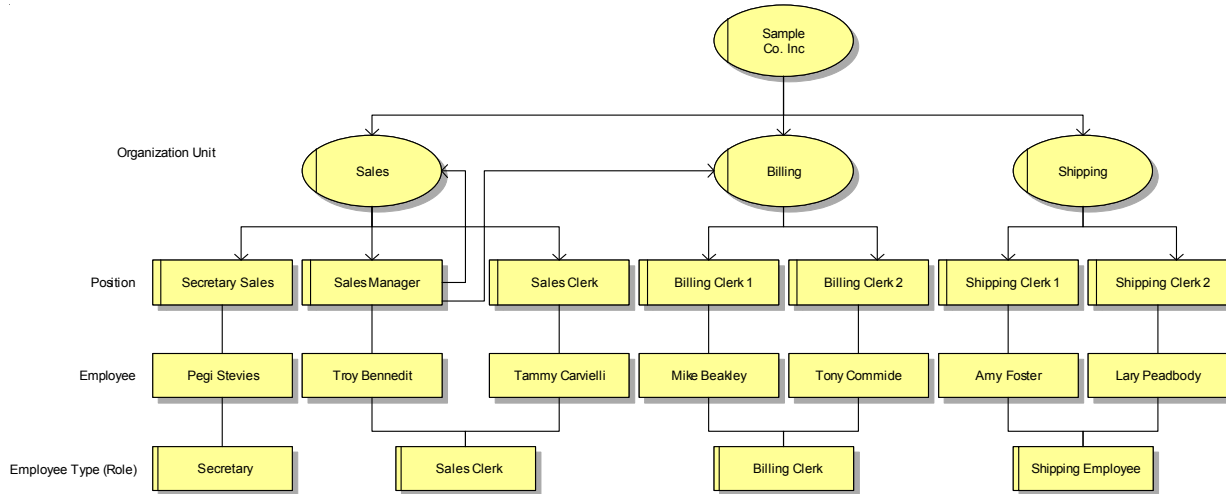 Sample
Co. Inc
Organization Unit
Sales
Billing
Shipping
Position
Secretary Sales
Sales Manager
Sales Clerk
Billing Clerk 1
Billing Clerk 2
Shipping Clerk 1
Shipping Clerk 2
Employee
Pegi Stevies
Troy Bennedit
Tammy Carvielli
Mike Beakley
Tony Commide
Amy Foster
Lary Peadbody
Employee Type (Role)
Secretary
Sales Clerk
Billing Clerk
Shipping Employee